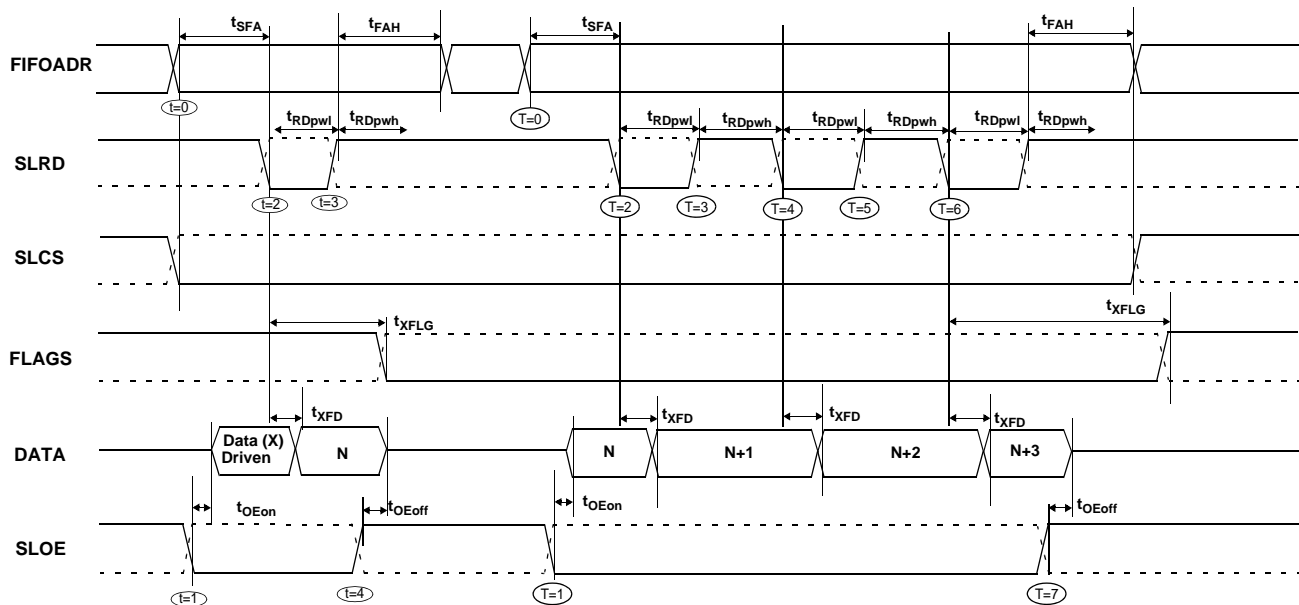 tSFA tFAH tSFA tFAH
FIFOADR
t=0 T=0
tRDpwl tRDpwh tRDpwl tRDpwh tRDpwl tRDpwh tRDpwl tRDpwh
SLRD
t=2 t=3 T=2 T=3 T=4 T=5 T=6
SLCS
tXFLG tXFLG
FLAGS
tXFD tXFD tXFD tXFD
DATA
Data (X)
Driven
N N N+1 N+2 N+3
tOEon tOEoff tOEon tOEoff
SLOE
t=1 t=4 T=1 T=7